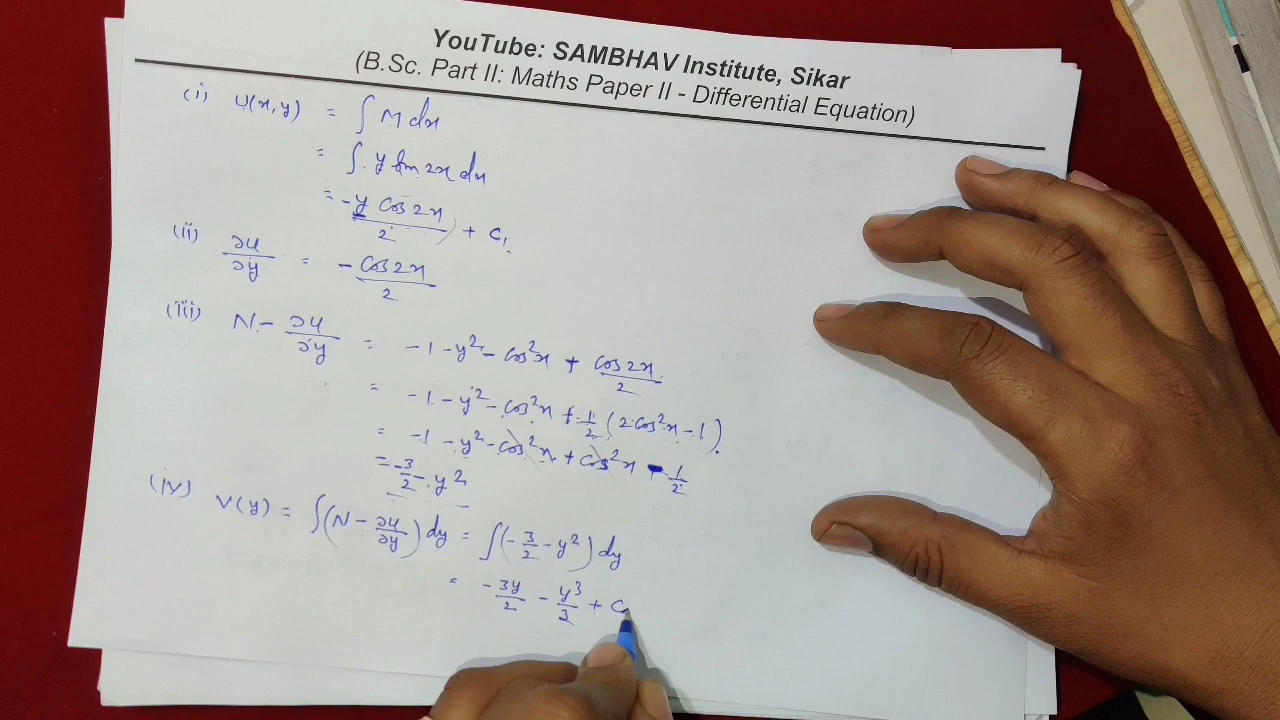 YouTube: SAMBHAV Institute, Sikar
(B.Sc. Part II: Maths Paper II - Differential Equation)
(i) U(x,y) = ∫ M dx
= ∫ y sin 2x dx
= - y cos 2x / 2 + c₁
(ii) ∂u/∂y = - cos 2x / 2
(iii) N - ∂u/∂y = -1 - y² - cos²x + cos 2x / 2
= -1 - y² - cos²x + 1/2 (2 cos²x - 1)
= -1 - y² - cos²x + cos²x - 1/2
= -3/2 - y²
(iv) V(y) = ∫(N - ∂u/∂y) dy = ∫(-3/2 - y²) dy
= -3y/2 - y³/3 + c